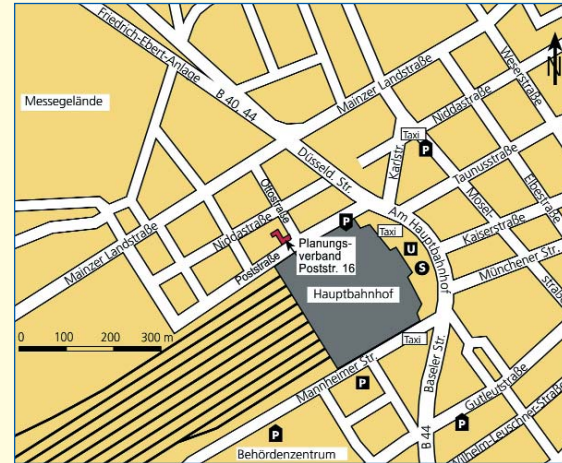 Friedrich-Ebert-Anlage
B 40 44
Messegelände
Mainzer Landstraße
Weserstraße
Niddastraße
N
Taxi
P
Karlstr.
Düsseld. Str.
Taunusstraße
Elbestraße
Mosel-
straße
Ottostraße
Niddastraße
Mainzer Landstraße
Poststraße
Planungs-
verband
Poststr. 16
P
Taxi
Am Hauptbahnhof
U
S
Kaiserstraße
Münchener Str.
Hauptbahnhof
0 100 200 300 m
Taxi
Mannheimer Str.
Baseler Str.
B 44
P
P
P
Gutleutstraße
Wilhelm-Leuschner-Straße
Behördenzentrum